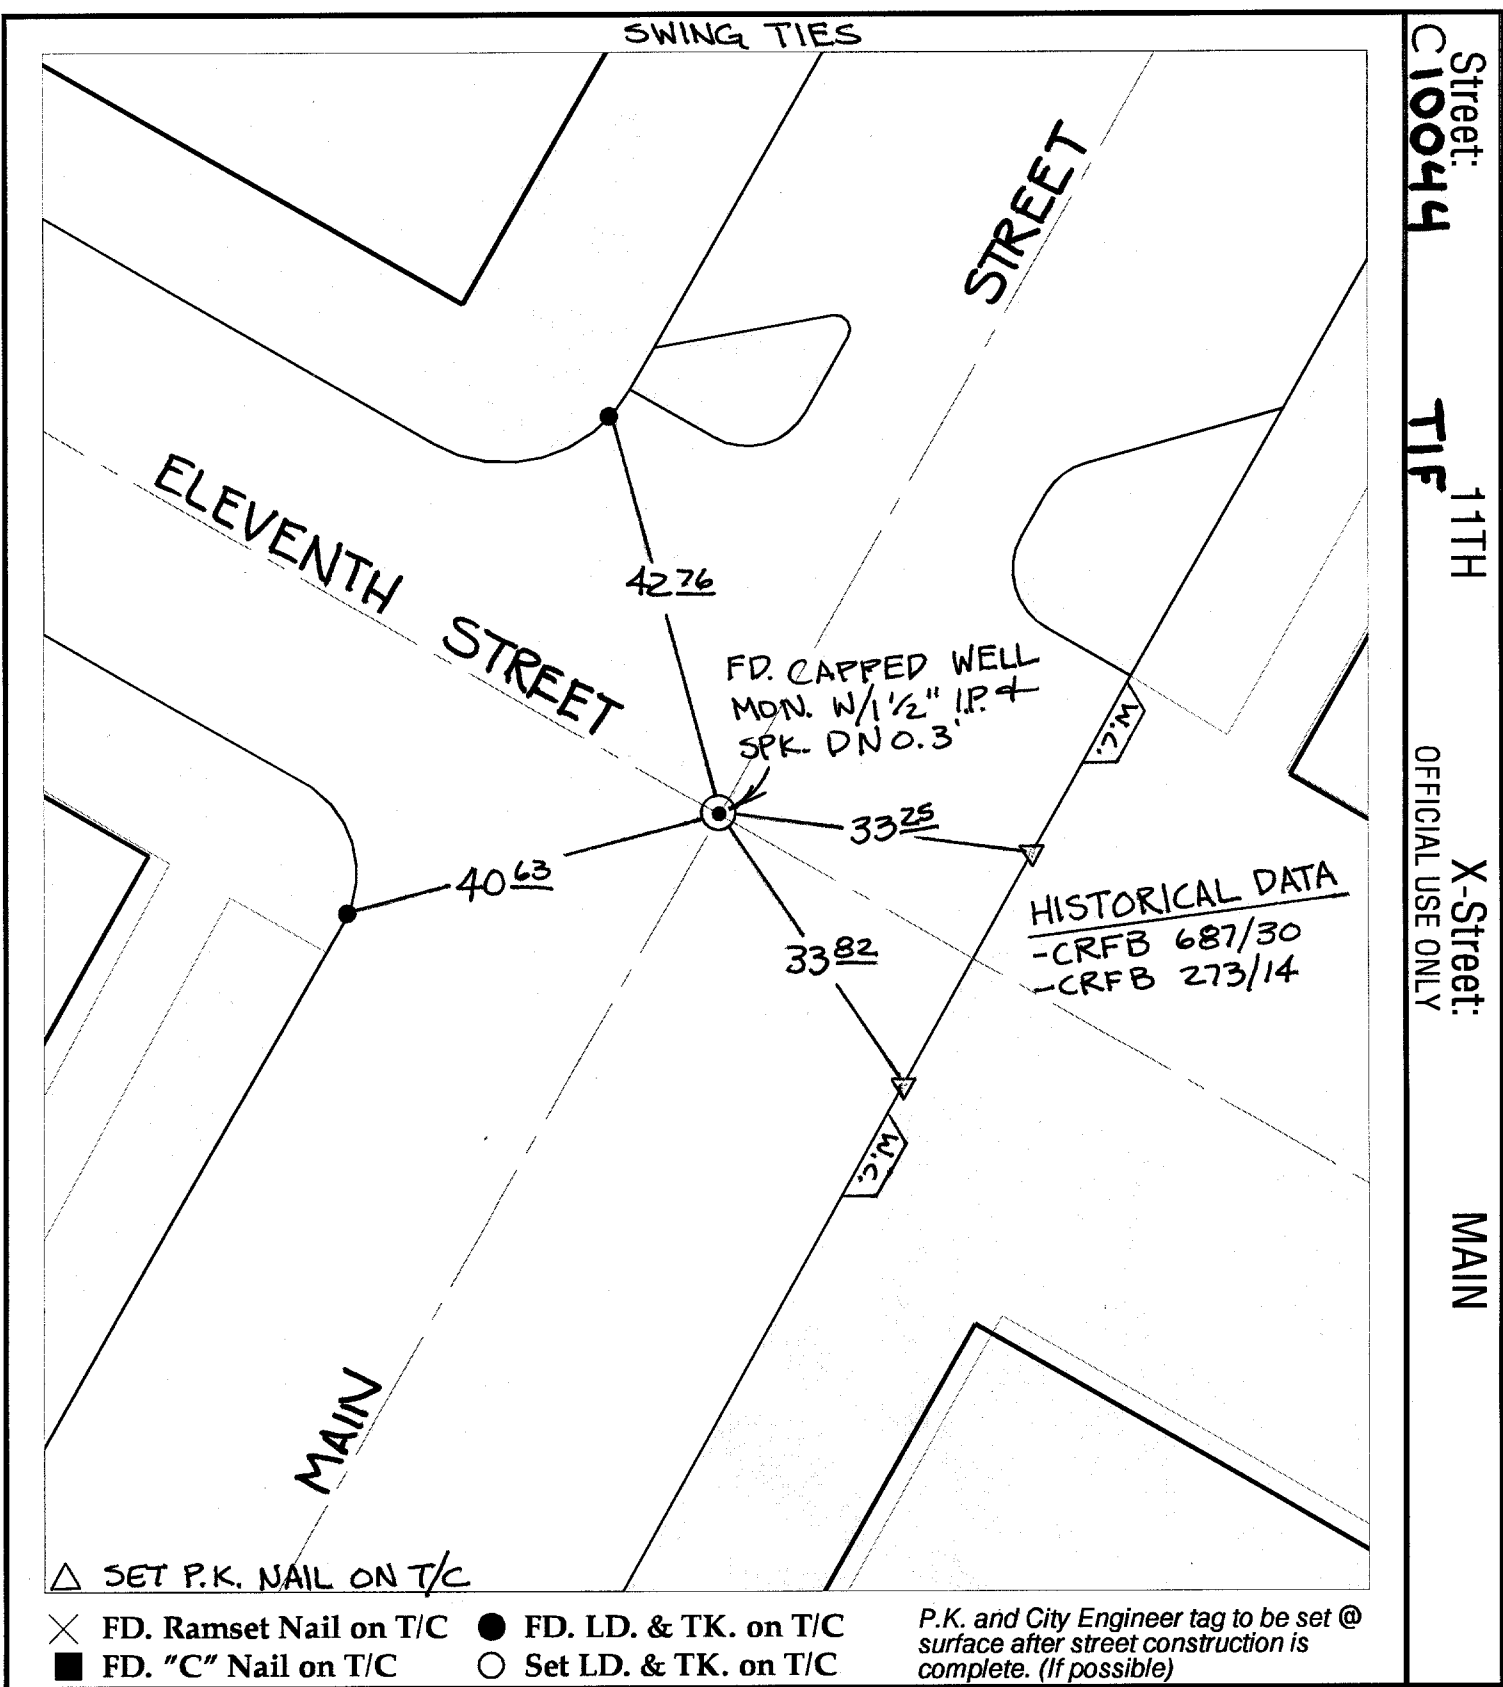 SWING TIES
STREET
ELEVENTH STREET
42 76
FD. CAPPED WELL
MON. W/1 1/2" I.P. &
SPK. DN 0.3'
W.C.
33 25
40 63
HISTORICAL DATA
-CRFB 687/30
-CRFB 273/14
33 82
W.C.
MAIN
△ SET P.K. NAIL ON T/C
FD. Ramset Nail on T/C
FD. LD. & TK. on T/C
FD. "C" Nail on T/C
Set LD. & TK. on T/C
P.K. and City Engineer tag to be set @
surface after street construction is
complete. (If possible)
Street: 11TH X-Street: MAIN
C10044 TIF OFFICIAL USE ONLY